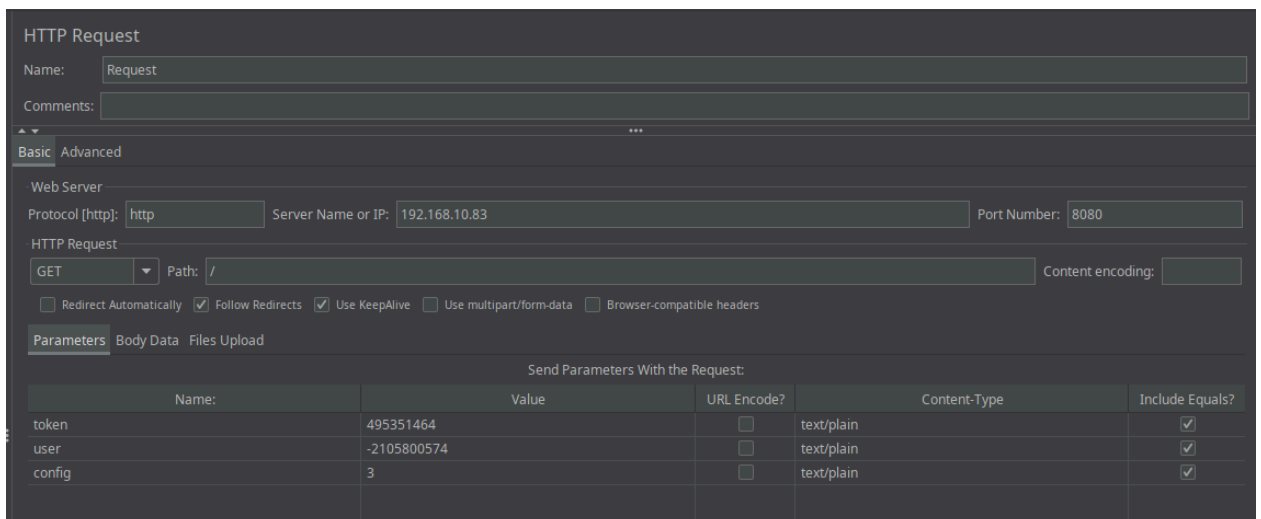 HTTP Request
Name: Request
Comments:
Basic Advanced
Web Server
Protocol [http]: http Server Name or IP: 192.168.10.83 Port Number: 8080
HTTP Request
GET Path: / Content encoding:
Redirect Automatically Follow Redirects Use KeepAlive Use multipart/form-data Browser-compatible headers
Parameters Body Data Files Upload
Send Parameters With the Request:
Name: Value URL Encode? Content-Type Include Equals?
token 495351464 text/plain
user -2105800574 text/plain
config 3 text/plain